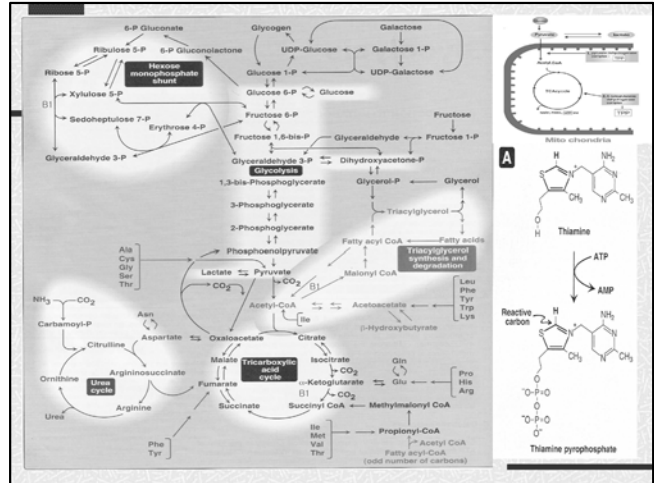 6-P Gluconate
Ribulose 5-P
6-P Gluconolactone
Ribose 5-P
Hexose
monophosphate
shunt
B1
Xylulose 5-P
Sedoheptulose 7-P
Erythrose 4-P
Glyceraldehyde 3-P
Glycogen
UDP-Glucose
Glucose 1-P
Glucose 6-P
Glucose
Fructose 6-P
Fructose 1,6-bis-P
Galactose
Galactose 1-P
UDP-Galactose
Glyceraldehyde
Fructose
Fructose 1-P
Glyceraldehyde 3-P
Dihydroxyacetone-P
Glycolysis
1,3-bis-Phosphoglycerate
3-Phosphoglycerate
2-Phosphoglycerate
Phosphoenolpyruvate
Glycerol-P
Glycerol
Triacylglycerol
Fatty acyl CoA
Fatty acids
Triacylglycerol
synthesis and
degradation
Malonyl CoA
Ala
Cys
Gly
Ser
Thr
Lactate
Pyruvate
CO2
CO2
B1
Acetyl-CoA
Acetoacetate
β-Hydroxybutyrate
Leu
Phe
Tyr
Trp
Lys
Ile
NH3
CO2
Carbamoyl-P
Asn
Aspartate
Citrulline
Argininosuccinate
Urea
cycle
Ornithine
Arginine
Urea
Oxaloacetate
Citrate
Malate
Tricarboxylic
acid
cycle
Isocitrate
CO2
Fumarate
α-Ketoglutarate
B1
CO2
Succinate
Succinyl CoA
Gln
Glu
Pro
His
Arg
Methylmalonyl CoA
Phe
Tyr
Ile
Met
Val
Thr
Propionyl-CoA
Acetyl CoA
Fatty acyl-CoA
(odd number of carbons)
Mito chondria
A
H
S
N+
CH3
NH2
N
N
CH3
O
H
Thiamine
ATP
AMP
Reactive
carbon
H
S
N+
CH3
NH2
N
N
CH3
O
O-P=O
O
O-P=O
O-
Thiamine pyrophosphate